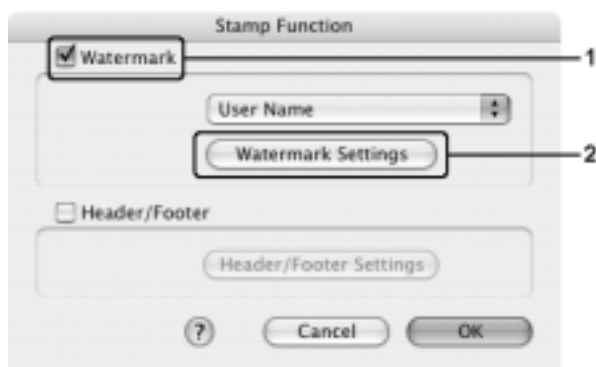 Stamp Function
Watermark
1
User Name
Watermark Settings
2
Header/Footer
Header/Footer Settings
? Cancel OK